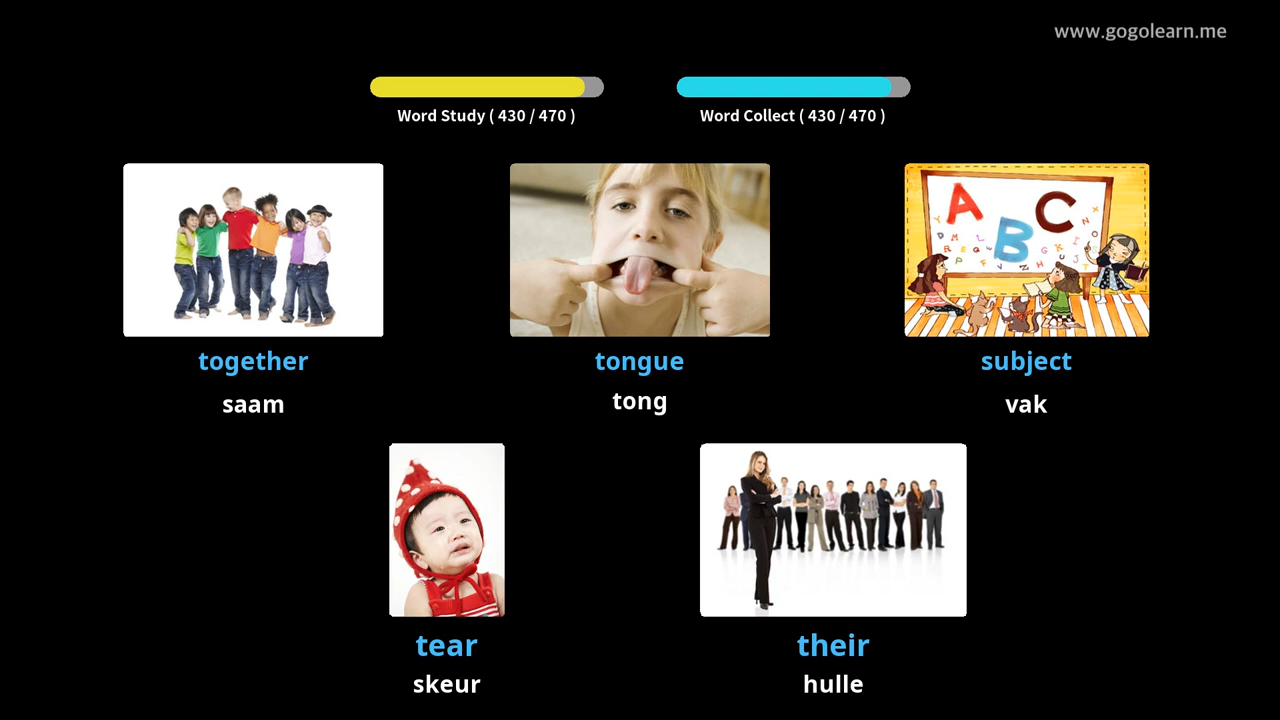 www.gogolearn.me
Word Study ( 430 / 470 )
Word Collect ( 430 / 470 )
A B C
together
tongue
subject
saam
tong
vak
tear
their
skeur
hulle